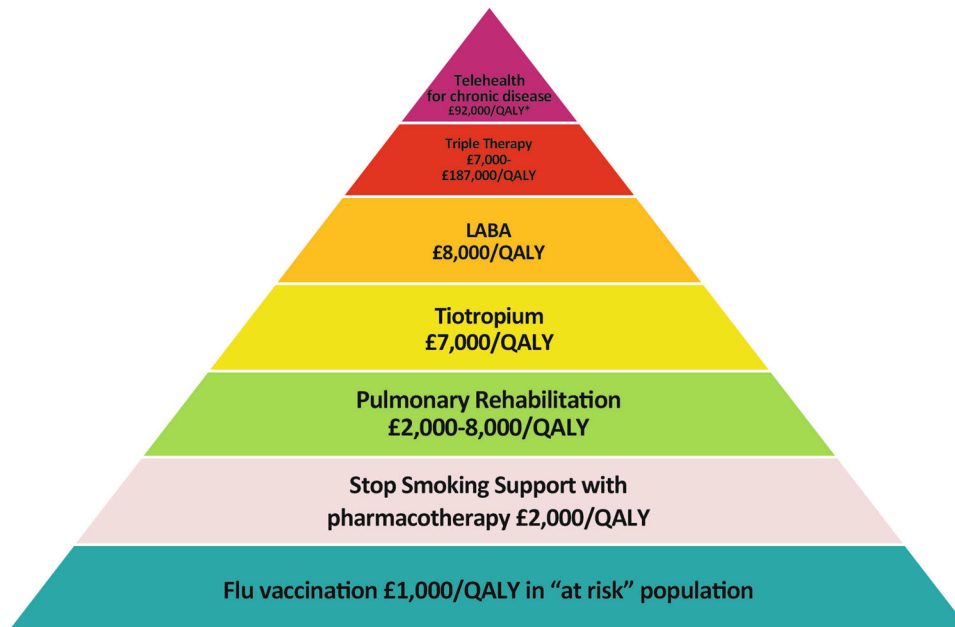 Telehealth
for chronic disease
£92,000/QALY*
Triple Therapy
£7,000-
£187,000/QALY
LABA
£8,000/QALY
Tiotropium
£7,000/QALY
Pulmonary Rehabilitation
£2,000-8,000/QALY
Stop Smoking Support with
pharmacotherapy £2,000/QALY
Flu vaccination £1,000/QALY in “at risk” population